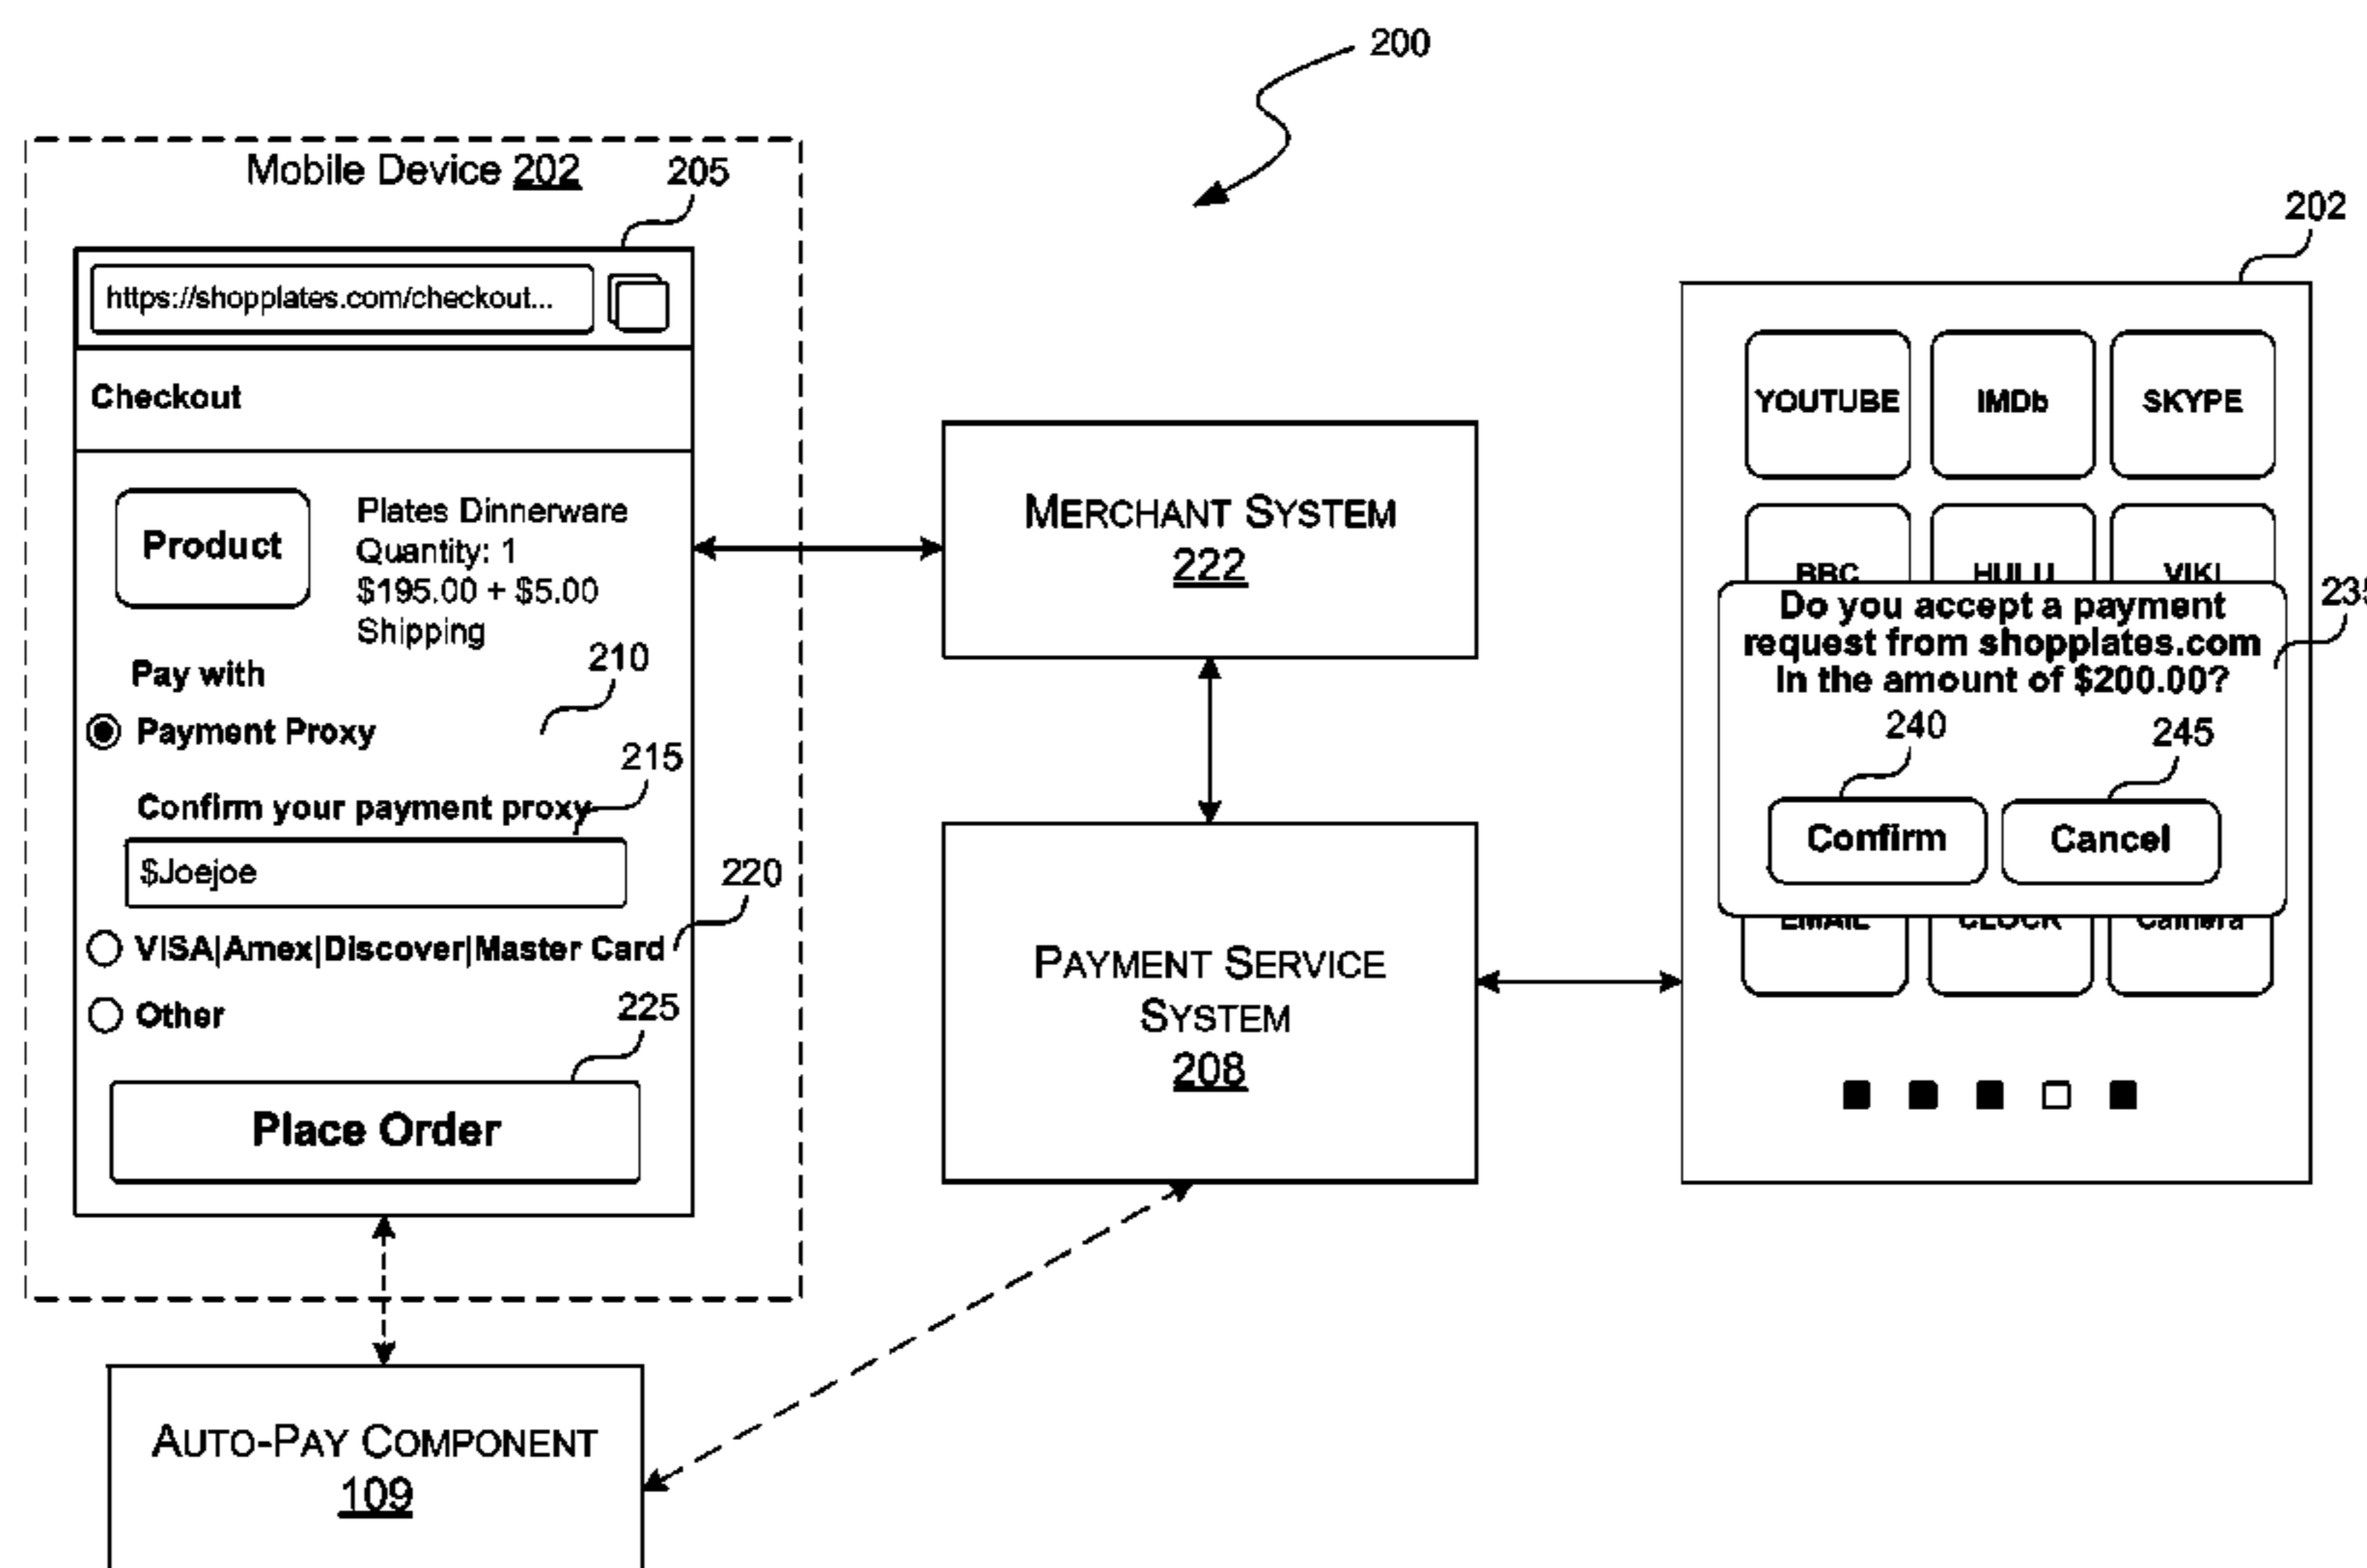 200
Mobile Device 202
205
https://shopplates.com/checkout...
Checkout
Product
Plates Dinnerware
Quantity: 1
$195.00 + $5.00
Shipping
Pay with
210
Payment Proxy
215
Confirm your payment proxy
$Joejoe
220
VISA|Amex|Discover|Master Card
Other
225
Place Order
AUTO-PAY COMPONENT
109
MERCHANT SYSTEM
222
PAYMENT SERVICE
SYSTEM
208
202
YOUTUBE IMDb SKYPE
BBC HULU VIKI
235
Do you accept a payment
request from shopplates.com
In the amount of $200.00?
240 245
Confirm Cancel
EMAIL CLOCK Camera